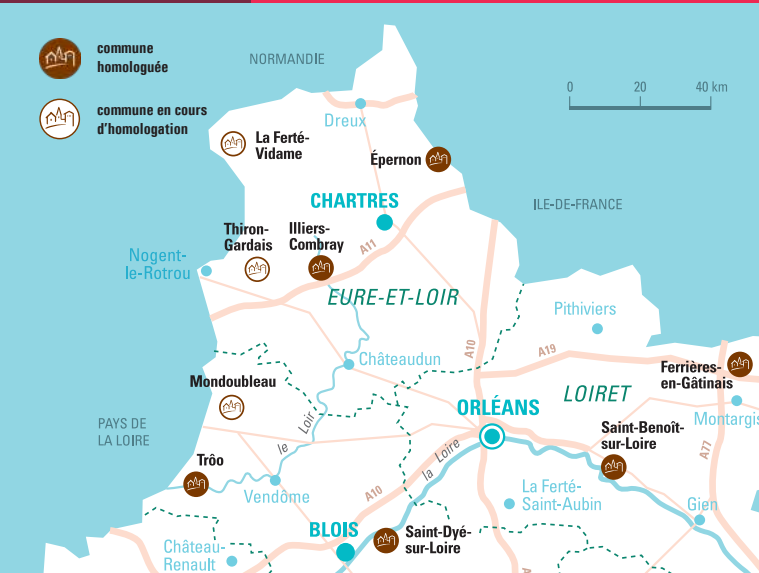 commune
homologuée
commune en cours
d'homologation
NORMANDIE
0 20 40 km
Dreux
La Ferté-
Vidame
Épernon
CHARTRES
ILE-DE-FRANCE
Thiron-
Gardais
Illiers-
Combray
A11
Nogent-
le-Rotrou
EURE-ET-LOIR
Pithiviers
A10
A19
Châteaudun
Ferrières-
en-Gâtinais
Mondoubleau
LOIRET
ORLÉANS
Montargis
PAYS DE
LA LOIRE
le Loir
Saint-Benoît-
sur-Loire
A77
la Loire
Trôo
Vendôme
A10
La Ferté-
Saint-Aubin
Gien
BLOIS
Saint-Dyé-
sur-Loire
Château-
Renault